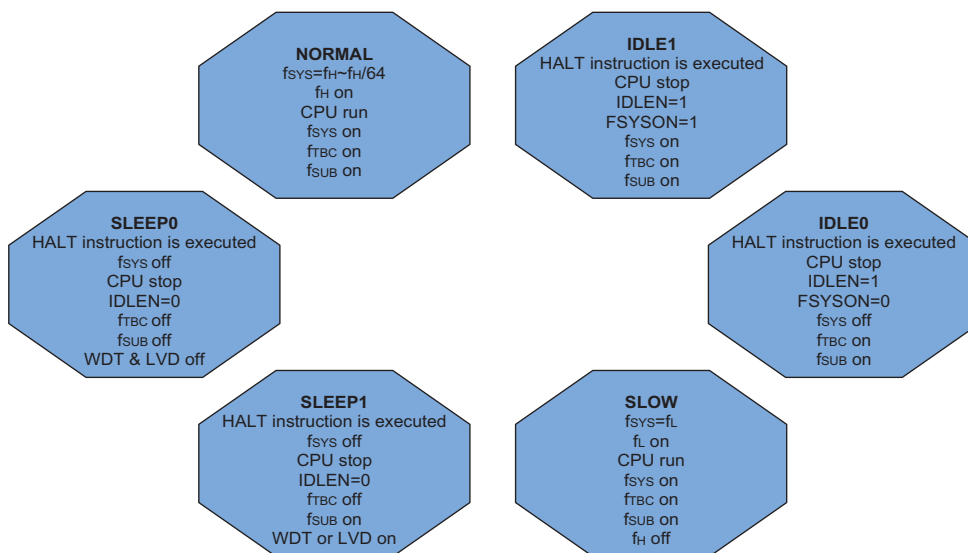 NORMAL
fSYS=fH~fH/64
fH on
CPU run
fSYS on
fTBC on
fSUB on
IDLE1
HALT instruction is executed
CPU stop
IDLEN=1
FSYSON=1
fSYS on
fTBC on
fSUB on
SLEEP0
HALT instruction is executed
fSYS off
CPU stop
IDLEN=0
fTBC off
fSUB off
WDT & LVD off
IDLE0
HALT instruction is executed
CPU stop
IDLEN=1
FSYSON=0
fSYS off
fTBC on
fSUB on
SLEEP1
HALT instruction is executed
fSYS off
CPU stop
IDLEN=0
fTBC off
fSUB on
WDT or LVD on
SLOW
fSYS=fL
fL on
CPU run
fSYS on
fTBC on
fSUB on
fH off